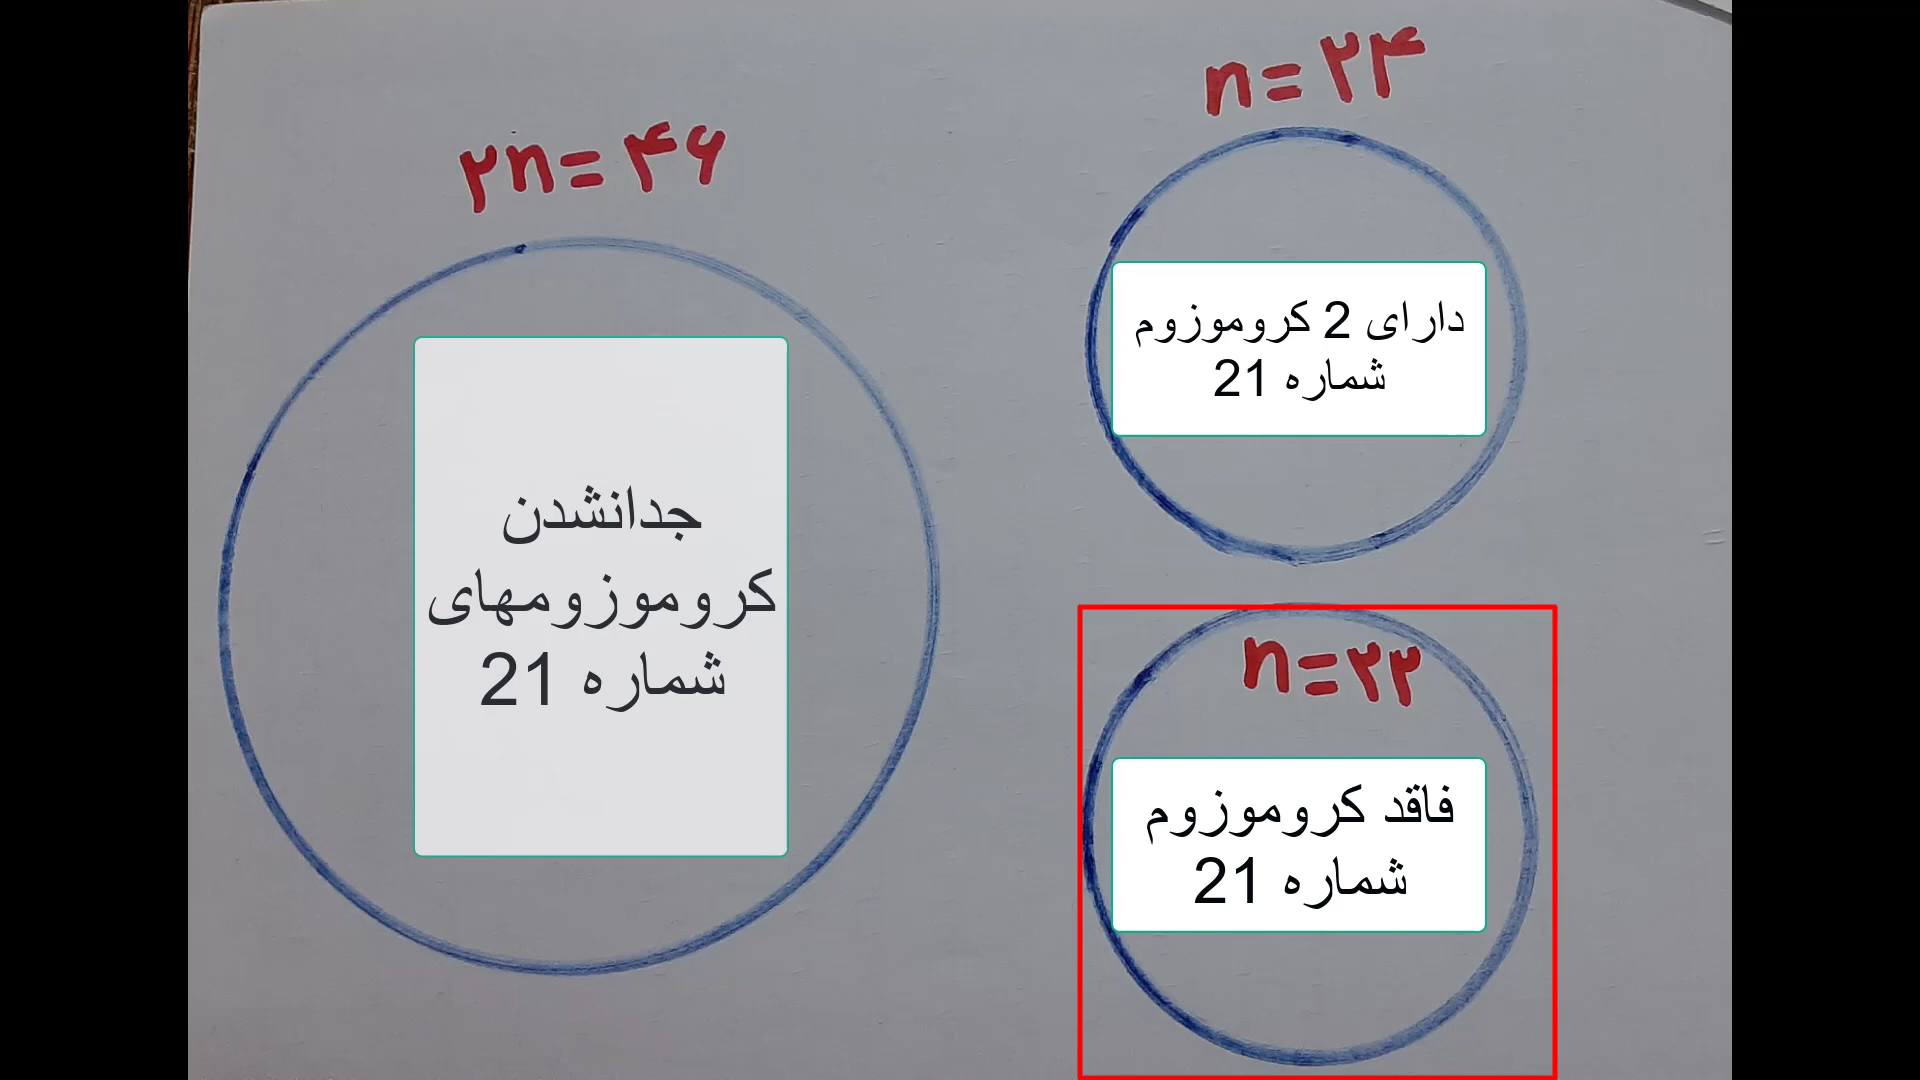 ۲n=۴۶
جدانشدن
کروموزومهای
شماره 21
n=۲۴
دارای 2 کروموزوم
شماره 21
n=۲۲
فاقد کروموزوم
شماره 21